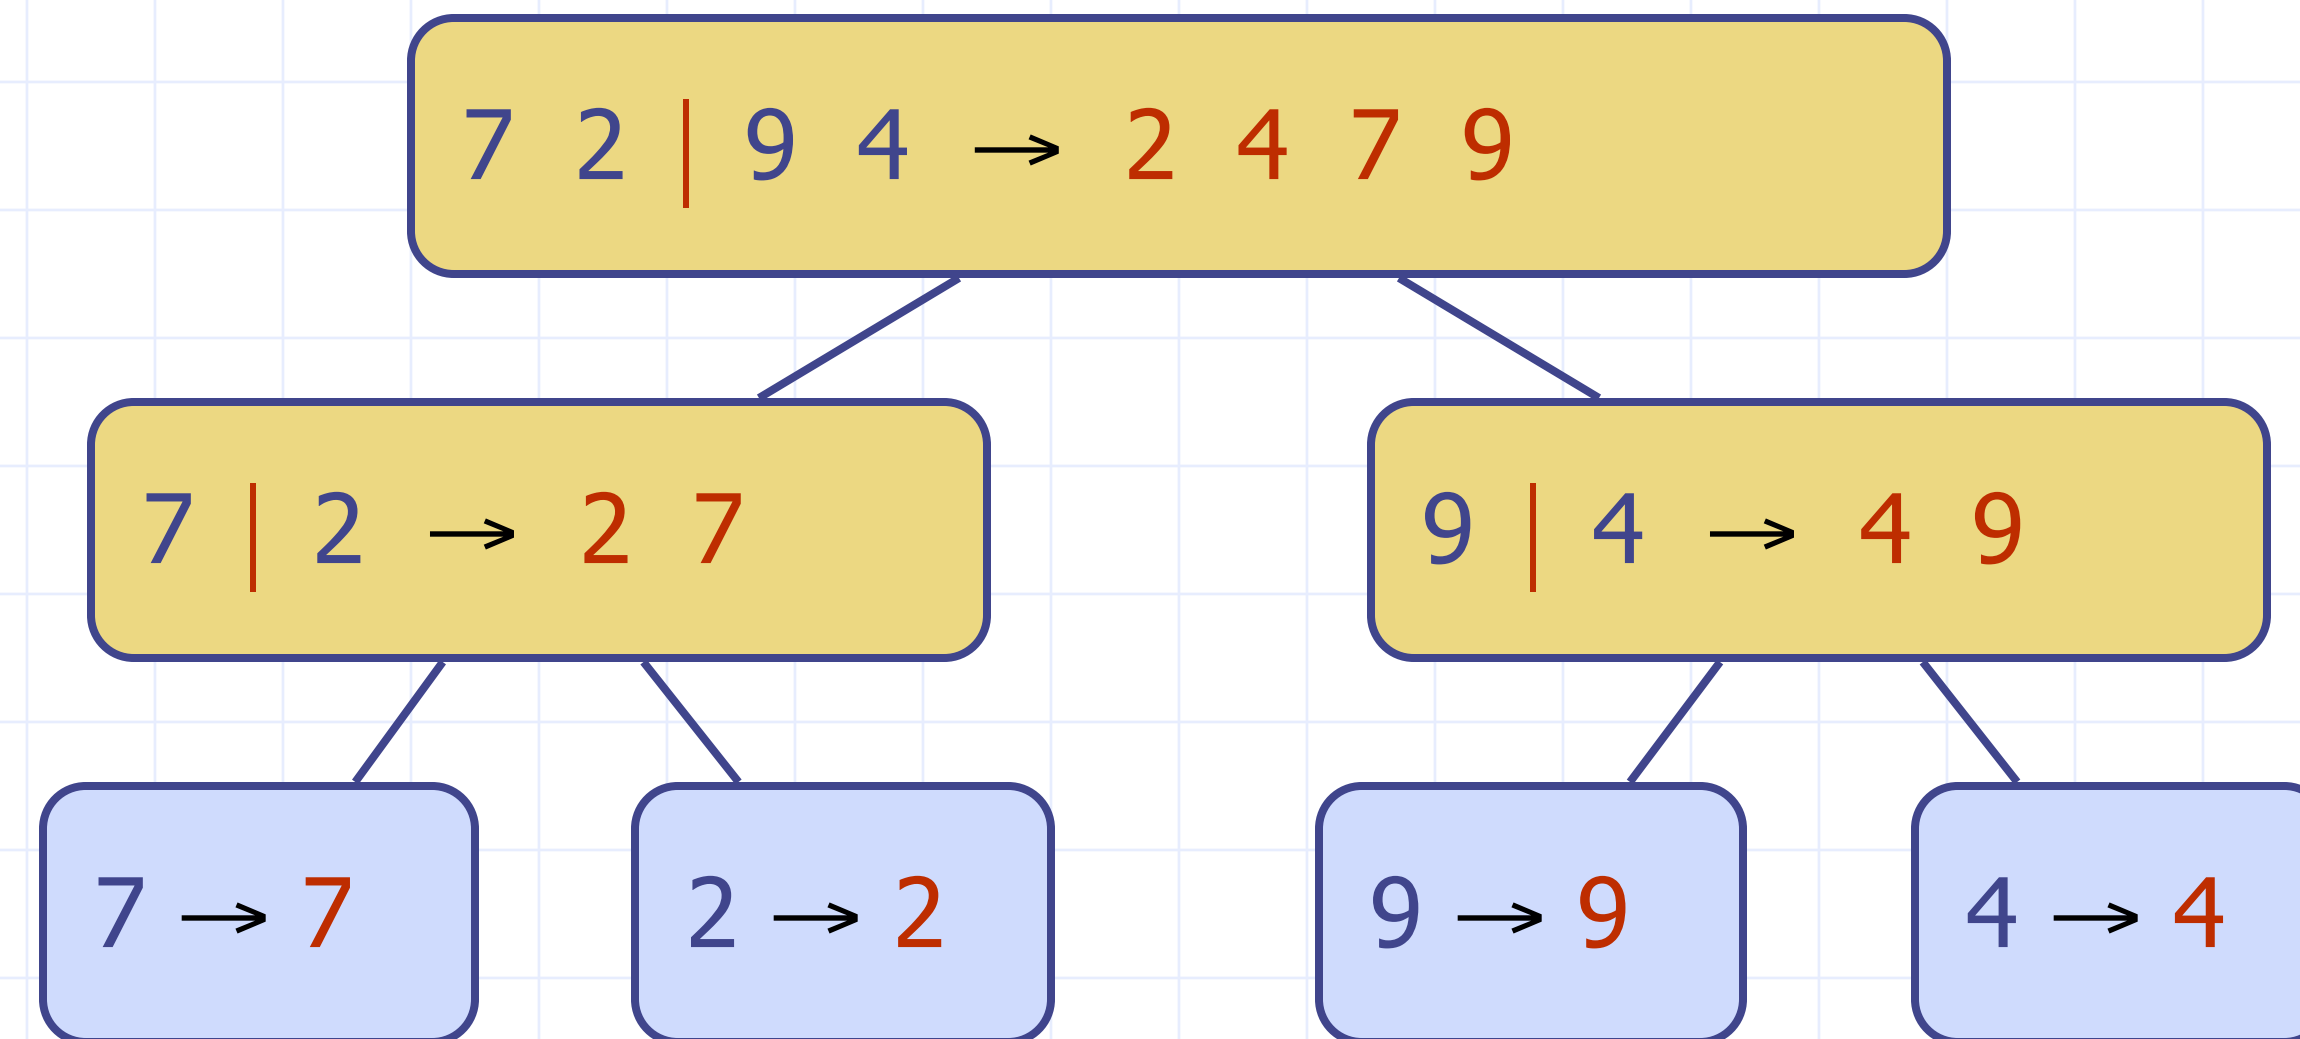 7 2 | 9 4 → 2 4 7 9
7 | 2 → 2 7
9 | 4 → 4 9
7 → 7
2 → 2
9 → 9
4 → 4